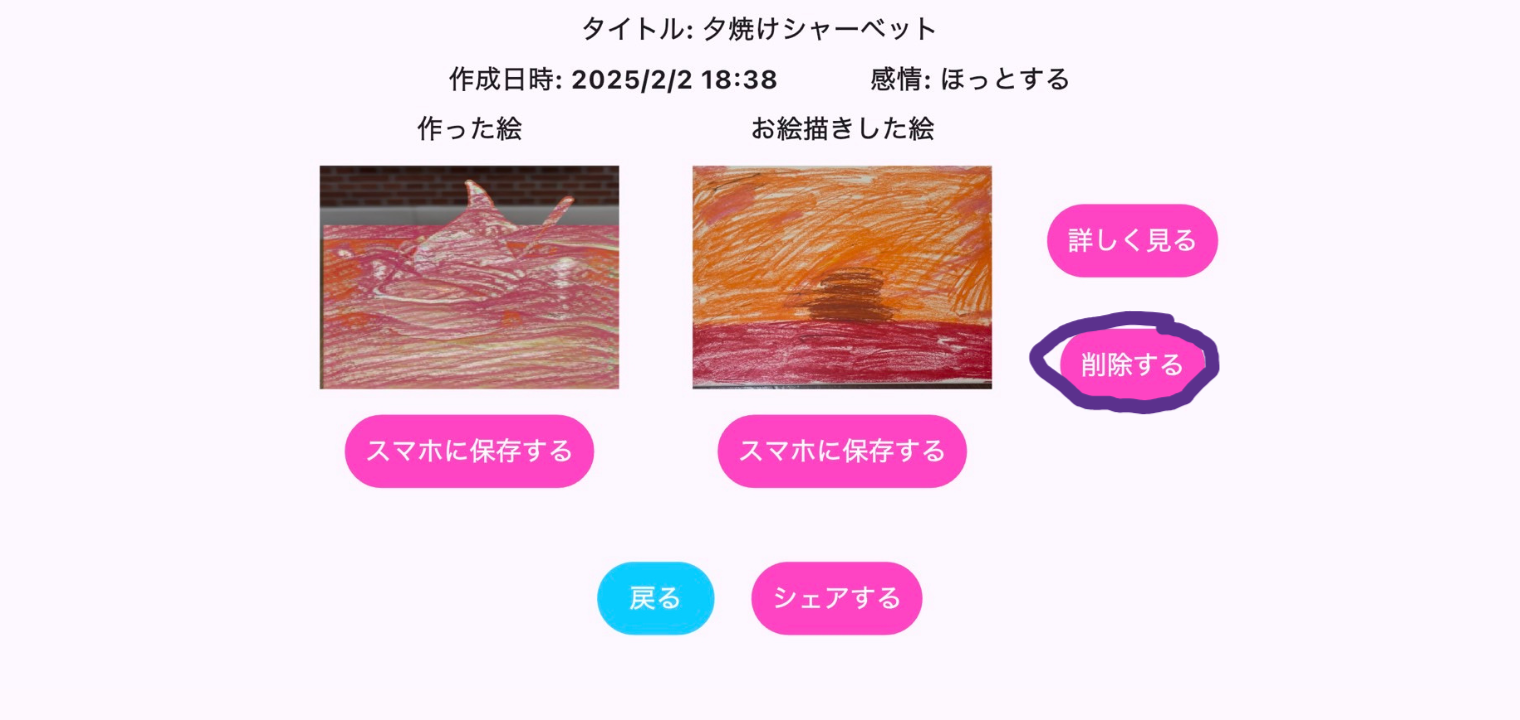 タイトル: 夕焼けシャーベット
作成日時: 2025/2/2 18:38 感情: ほっとする
作った絵 お絵描きした絵
詳しく見る
削除する
スマホに保存する スマホに保存する
戻る シェアする